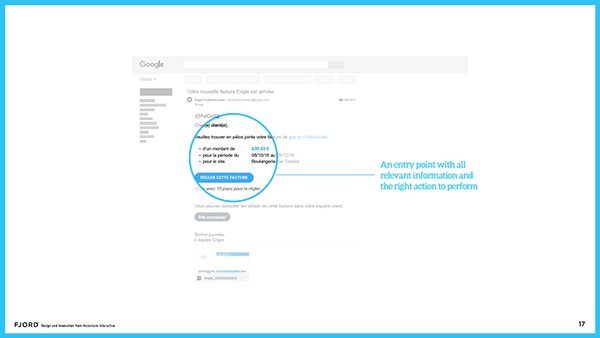 Google
Gmail
Votre nouvelle facture Engie est arrivée
Engie Professionnels
ENGIE
Cher(e) client(e),
Veuillez trouver en pièce jointe votre facture de gaz et d'électricité
d'un montant de 630,43 €
pour la période du 06/10/16 au 05/12/16
pour le site Boulangerie
RÉGLER CETTE FACTURE
Vous avez 15 jours pour la régler.
An entry point with all
relevant information and
the right action to perform
Vous pouvez consulter les détails de cette facture dans votre espace client.
Me connecter
Bonne journée,
L'équipe Engie
FJORD Design and Innovation from Accenture Interactive
17